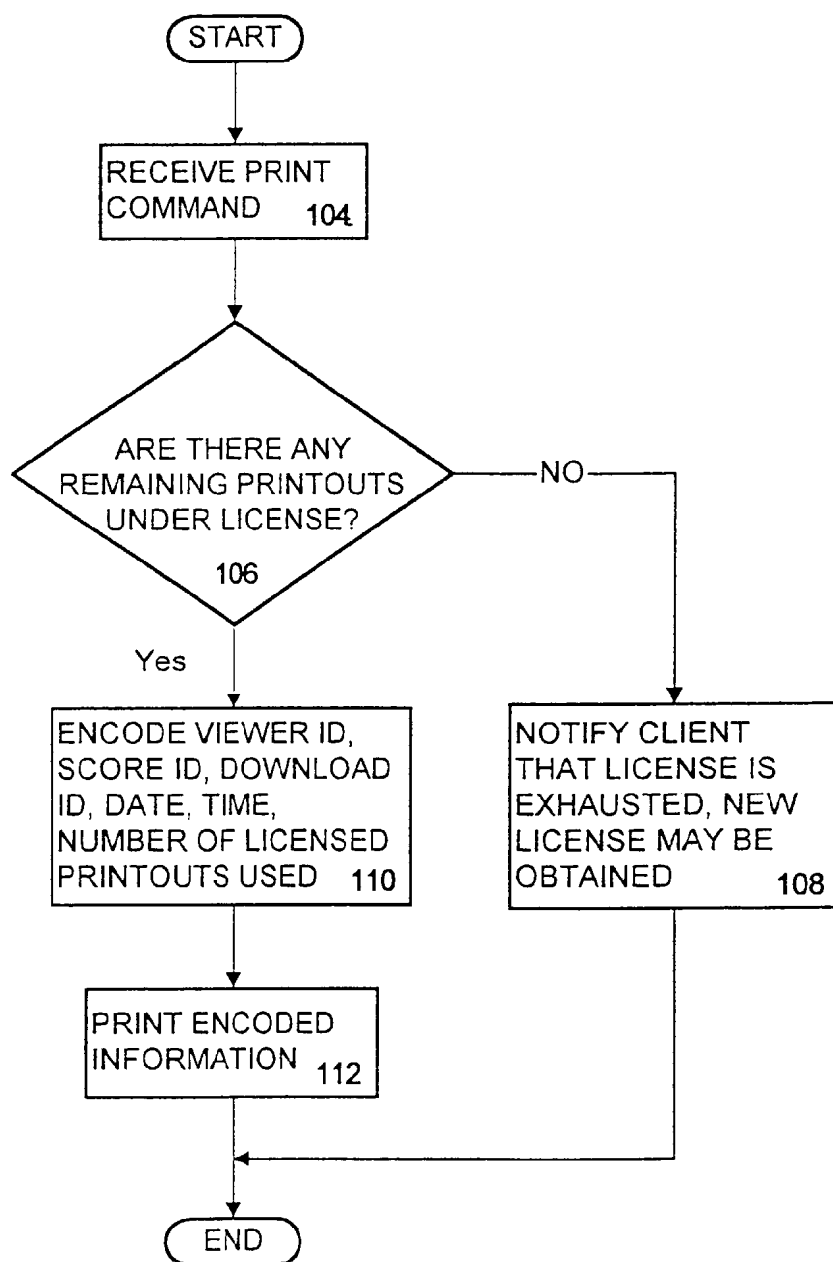 START
RECEIVE PRINT
COMMAND 104
ARE THERE ANY
REMAINING PRINTOUTS
UNDER LICENSE?
106
NO
Yes
ENCODE VIEWER ID,
SCORE ID, DOWNLOAD
ID, DATE, TIME,
NUMBER OF LICENSED
PRINTOUTS USED 110
NOTIFY CLIENT
THAT LICENSE IS
EXHAUSTED, NEW
LICENSE MAY BE
OBTAINED 108
PRINT ENCODED
INFORMATION 112
END